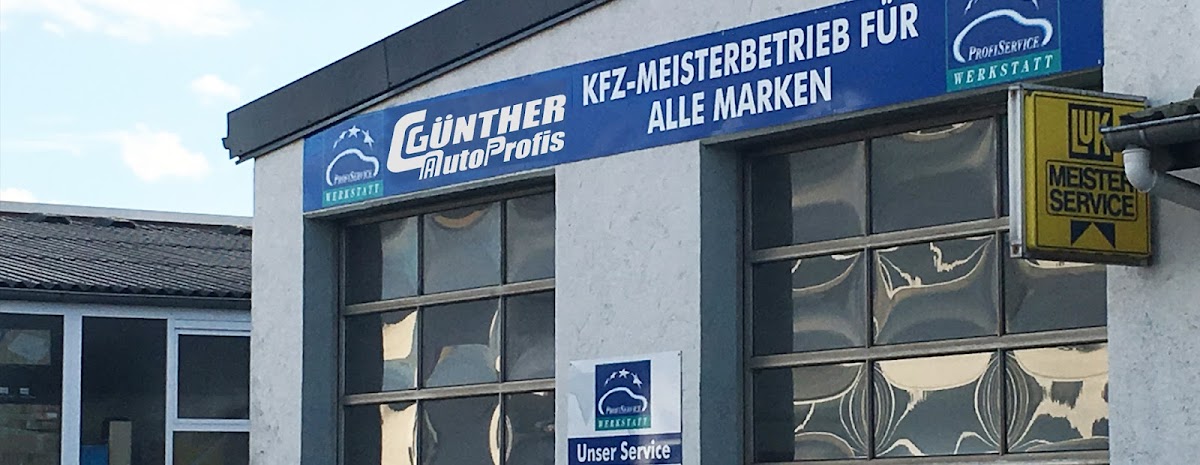 PROFISERVICE
WERKSTATT
GÜNTHER
AutoProfis
KFZ-MEISTERBETRIEB FÜR
ALLE MARKEN
PROFISERVICE
WERKSTATT
LUK
MEISTER
SERVICE
PROFISERVICE
WERKSTATT
Unser Service